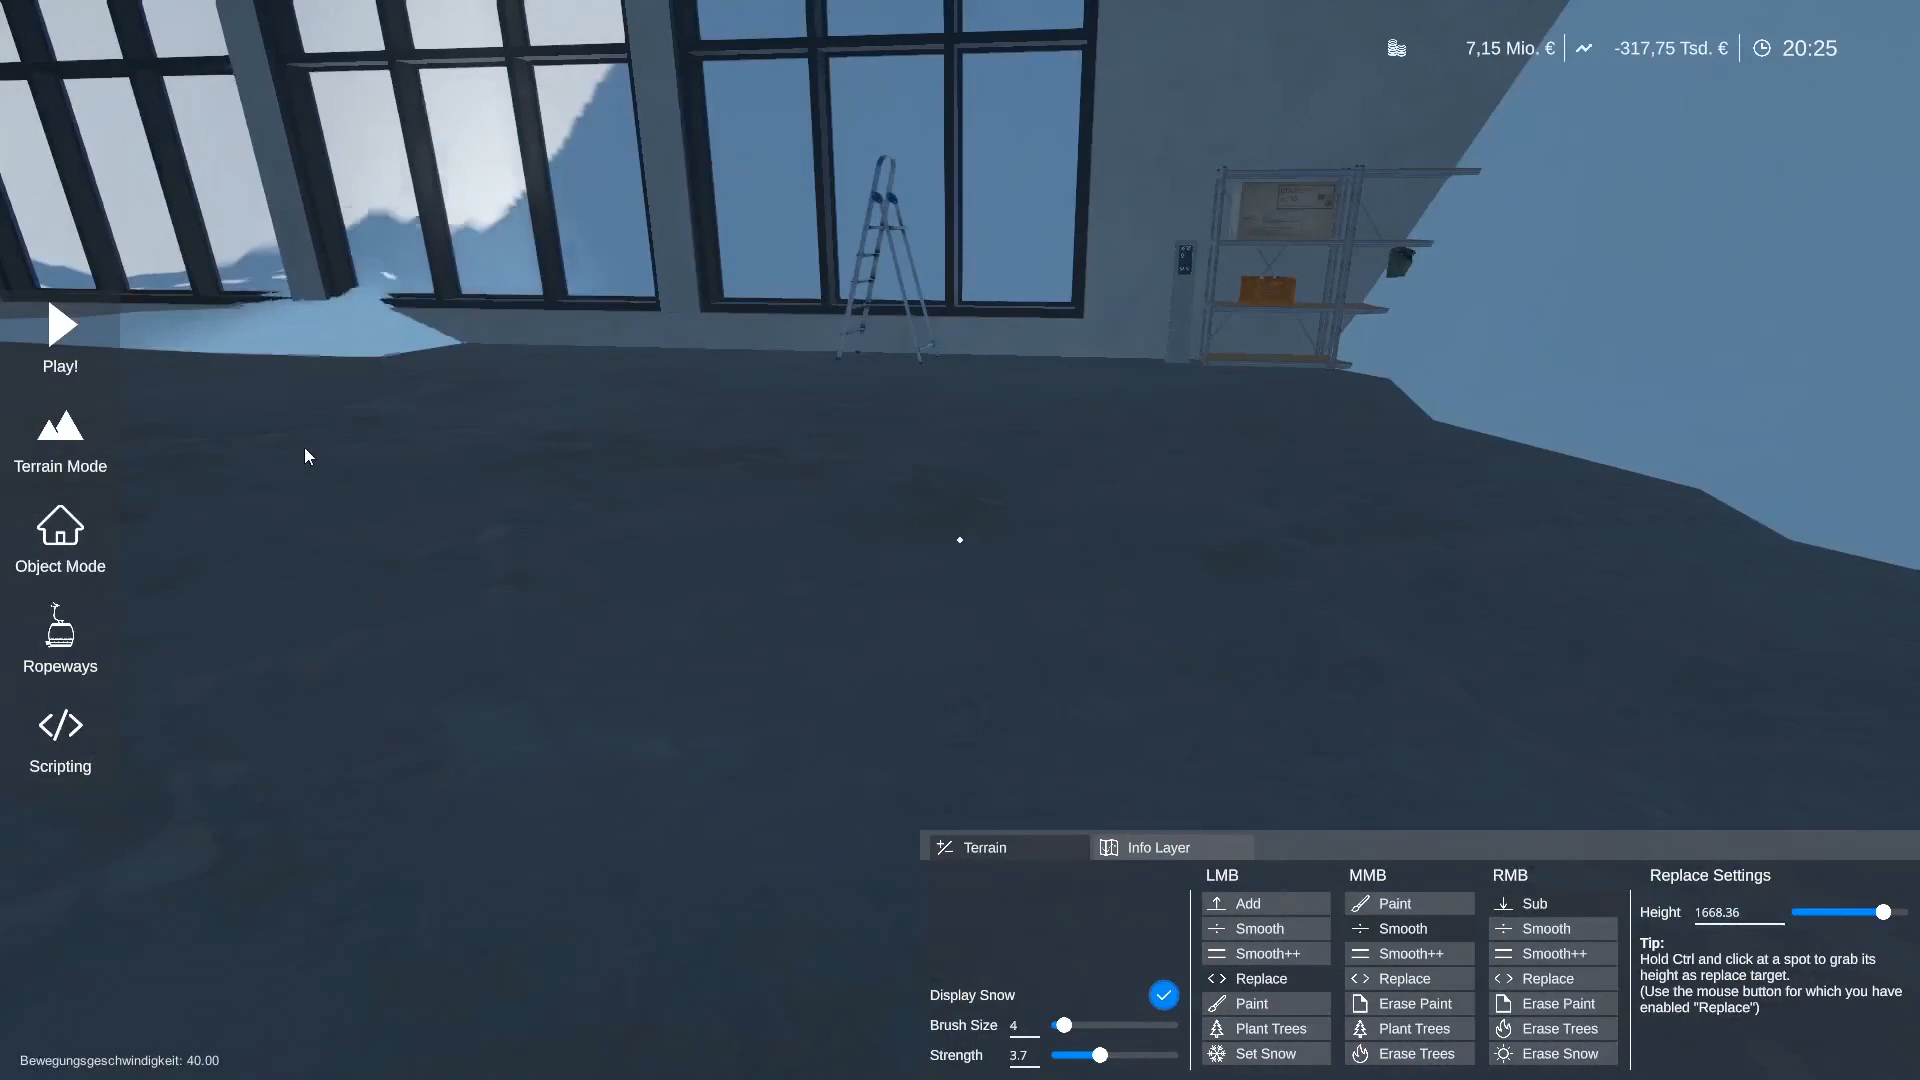 7,15 Mio. € -317,75 Tsd. € 20:25
Play!
Terrain Mode
Object Mode
Ropeways
Scripting
Bewegungsgeschwindigkeit: 40.00
Terrain Info Layer
Display Snow
Brush Size 4
Strength 3.7
LMB
Add
Smooth
Smooth++
Replace
Paint
Plant Trees
Set Snow
MMB
Paint
Smooth
Smooth++
Replace
Erase Paint
Plant Trees
Erase Trees
RMB
Sub
Smooth
Smooth++
Replace
Erase Paint
Erase Trees
Erase Snow
Replace Settings
Height 1668.36
Tip:
Hold Ctrl and click at a spot to grab its
height as replace target.
(Use the mouse button for which you have
enabled "Replace")